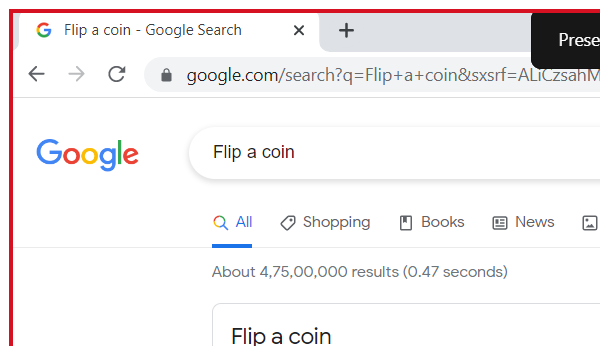 Flip a coin - Google Search
google.com/search?q=Flip+a+coin&sxsrf=ALiCzsahM
Prese
Google
Flip a coin
All Shopping Books News
About 4,75,00,000 results (0.47 seconds)
Flip a coin